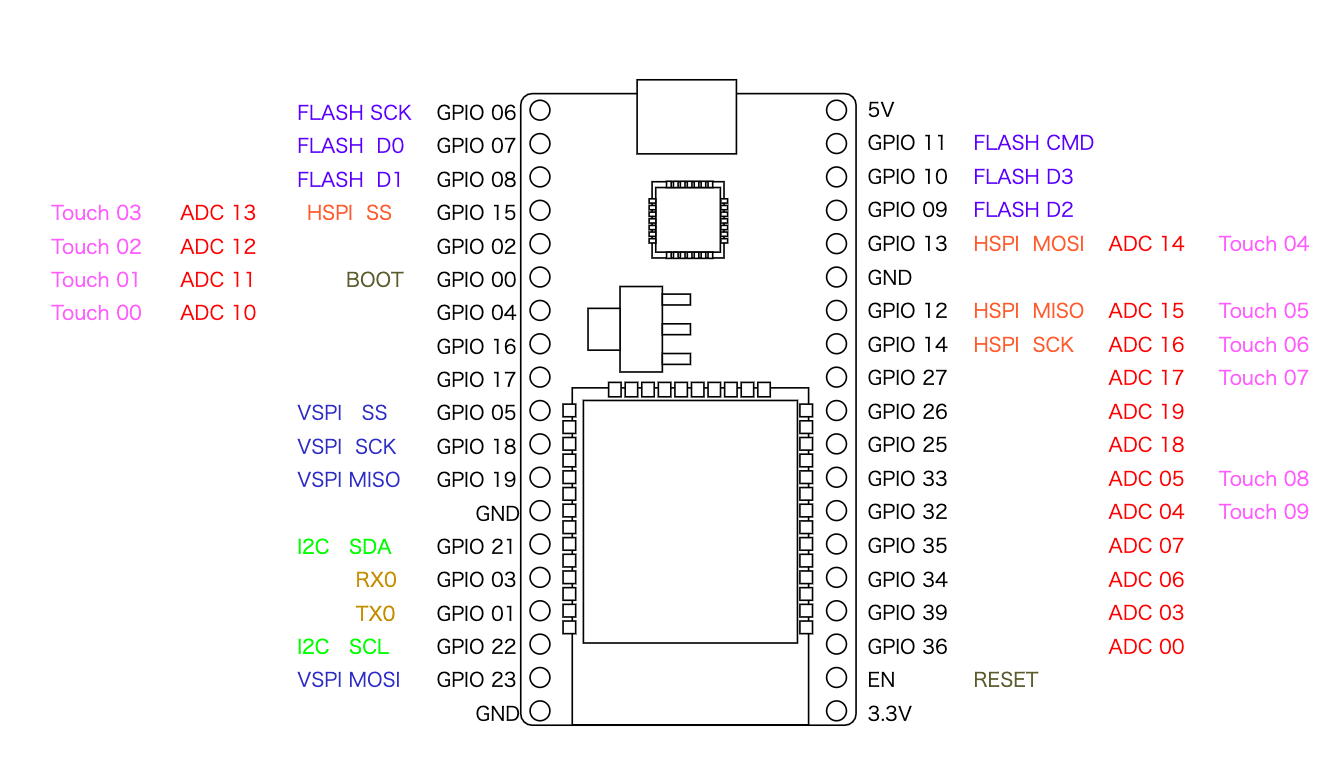 FLASH SCK GPIO 06 5V
FLASH D0 GPIO 07 GPIO 11 FLASH CMD
FLASH D1 GPIO 08 GPIO 10 FLASH D3
Touch 03 ADC 13 HSPI SS GPIO 15 GPIO 09 FLASH D2
Touch 02 ADC 12 GPIO 02 GPIO 13 HSPI MOSI ADC 14 Touch 04
Touch 01 ADC 11 BOOT GPIO 00 GND
Touch 00 ADC 10 GPIO 04 GPIO 12 HSPI MISO ADC 15 Touch 05
GPIO 16 GPIO 14 HSPI SCK ADC 16 Touch 06
GPIO 17 GPIO 27 ADC 17 Touch 07
VSPI SS GPIO 05 GPIO 26 ADC 19
VSPI SCK GPIO 18 GPIO 25 ADC 18
VSPI MISO GPIO 19 GPIO 33 ADC 05 Touch 08
GND GPIO 32 ADC 04 Touch 09
I2C SDA GPIO 21 GPIO 35 ADC 07
RX0 GPIO 03 GPIO 34 ADC 06
TX0 GPIO 01 GPIO 39 ADC 03
I2C SCL GPIO 22 GPIO 36 ADC 00
VSPI MOSI GPIO 23 EN RESET
GND 3.3V